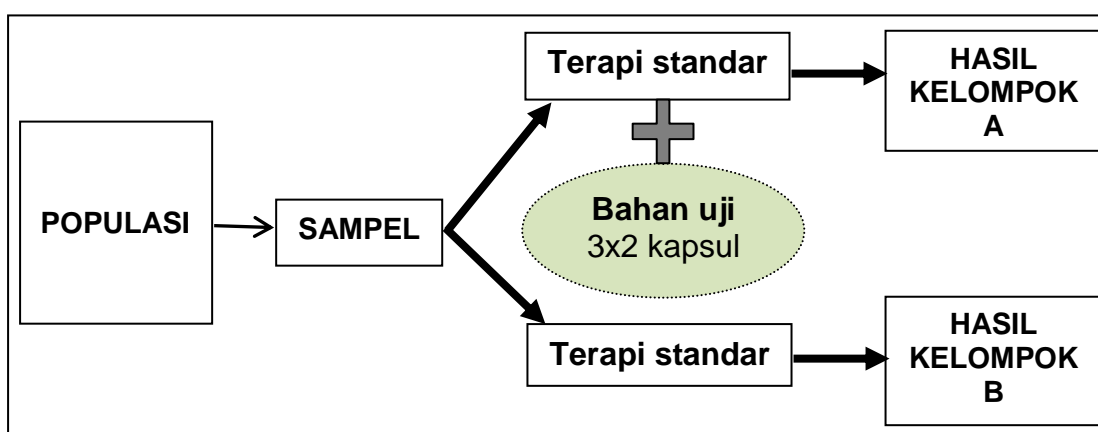 POPULASI
SAMPEL
Terapi standar
Bahan uji
3x2 kapsul
Terapi standar
HASIL
KELOMPOK
A
HASIL
KELOMPOK
B